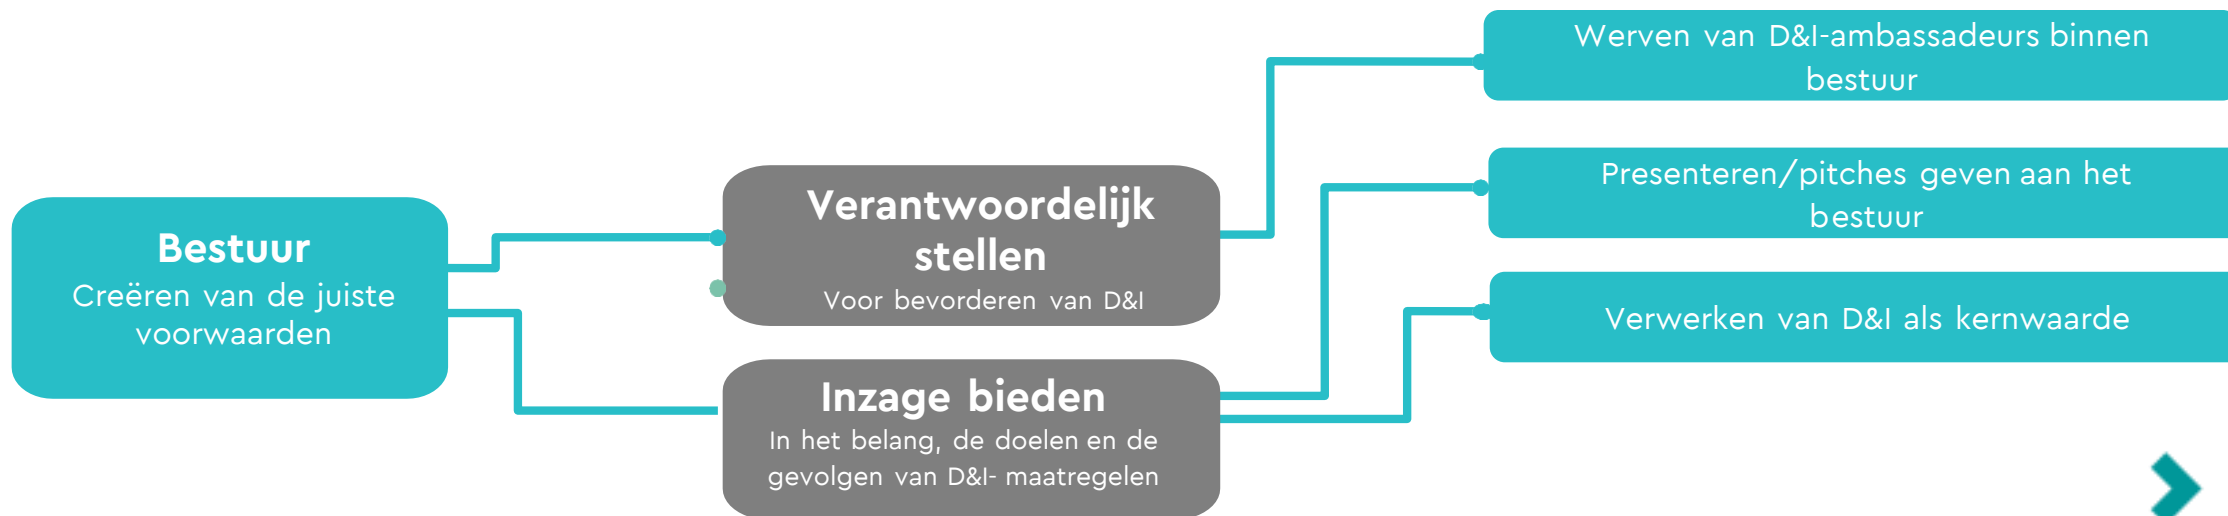 Bestuur
Creëren van de juiste
voorwaarden
Verantwoordelijk
stellen
Voor bevorderen van D&I
Inzage bieden
In het belang, de doelen en de
gevolgen van D&I- maatregelen
Werven van D&I-ambassadeurs binnen
bestuur
Presenteren/pitches geven aan het
bestuur
Verwerken van D&I als kernwaarde